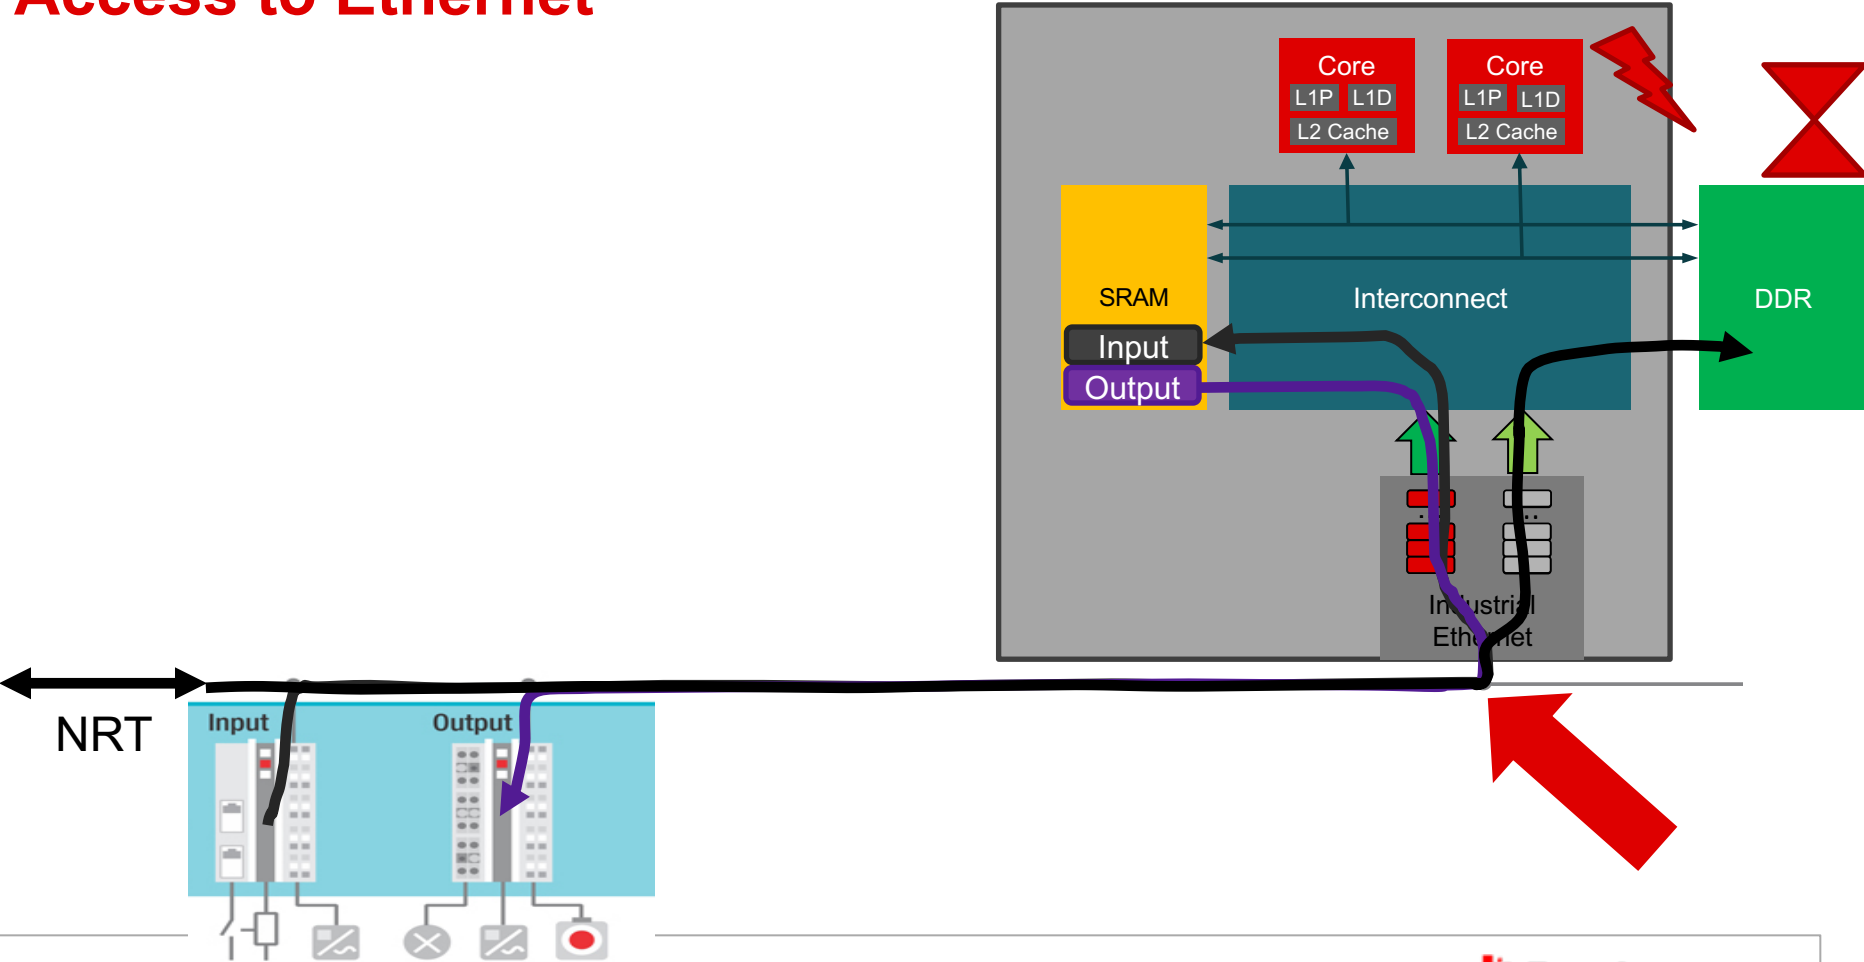 Access to Ethernet
Core
L1P L1D
L2 Cache
Core
L1P L1D
L2 Cache
SRAM
Interconnect
DDR
Input
Output
...
...
Industrial
Ethernet
NRT
Input
Output